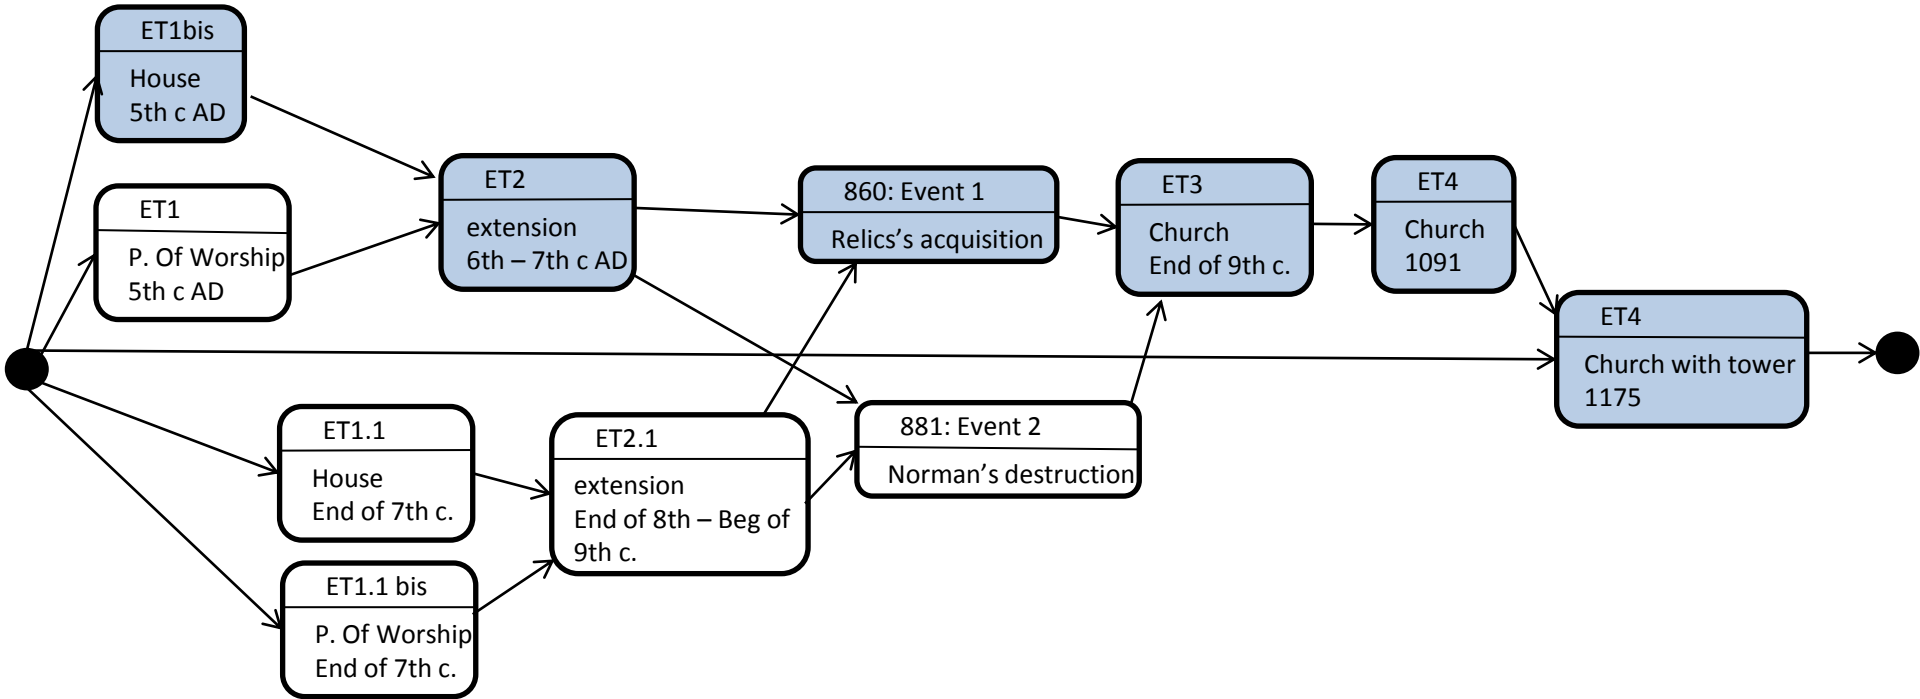 ET1bis
House
5th c AD
ET1
P. Of Worship
5th c AD
ET2
extension
6th – 7th c AD
860: Event 1
Relics's acquisition
ET3
Church
End of 9th c.
ET4
Church
1091
ET4
Church with tower
1175
ET1.1
House
End of 7th c.
ET2.1
extension
End of 8th – Beg of
9th c.
881: Event 2
Norman's destruction
ET1.1 bis
P. Of Worship
End of 7th c.